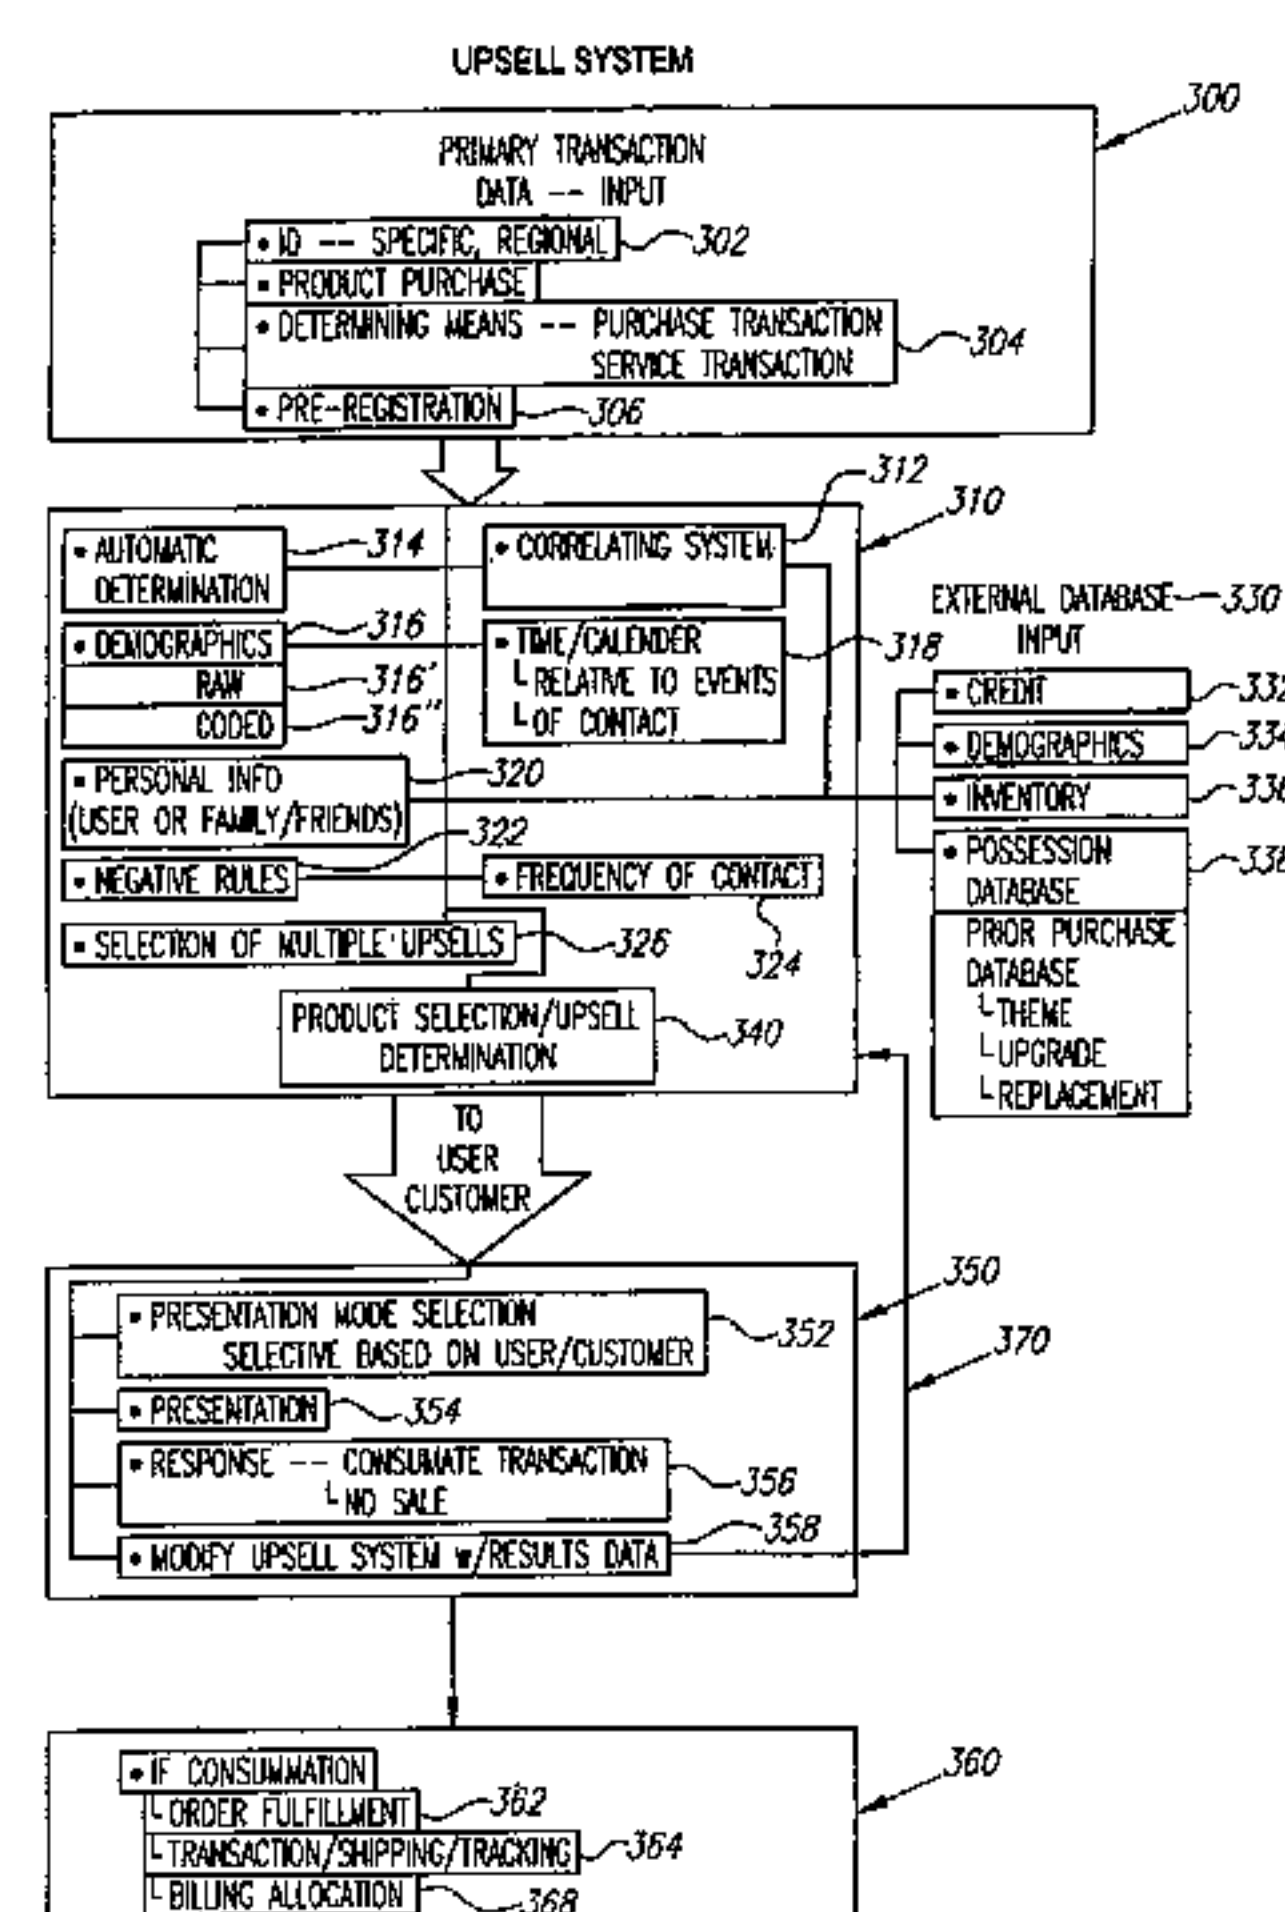 UPSELL SYSTEM
300
PRIMARY TRANSACTION
DATA -- INPUT
• ID -- SPECIFIC, REGIONAL 302
• PRODUCT PURCHASE
• DETERMINING MEANS -- PURCHASE TRANSACTION
SERVICE TRANSACTION 304
• PRE-REGISTRATION 306
312
310
• AUTOMATIC
DETERMINATION 314
• CORRELATING SYSTEM
• DEMOGRAPHICS 316
RAW 316'
CODED 316''
• TIME/CALENDER 318
RELATIVE TO EVENTS
OF CONTACT
• PERSONAL INFO 320
(USER OR FAMILY/FRIENDS)
322
• NEGATIVE RULES
• FREQUENCY OF CONTACT
324
• SELECTION OF MULTIPLE UPSELLS 326
PRODUCT SELECTION/UPSELL
DETERMINATION 340
EXTERNAL DATABASE 330
INPUT
• CREDIT 332
• DEMOGRAPHICS 334
• INVENTORY 336
• POSSESSION
DATABASE 338
PRIOR PURCHASE
DATABASE
THEME
UPGRADE
REPLACEMENT
TO
USER
CUSTOMER
350
370
• PRESENTATION MODE SELECTION
SELECTIVE BASED ON USER/CUSTOMER 352
• PRESENTATION 354
• RESPONSE -- CONSUMATE TRANSACTION
NO SALE 356
358
• MODIFY UPSELL SYSTEM w/RESULTS DATA
360
• IF CONSUMMATION
ORDER FULFILLMENT 362
TRANSACTION/SHIPPING/TRACKING 364
BILLING ALLOCATION 368